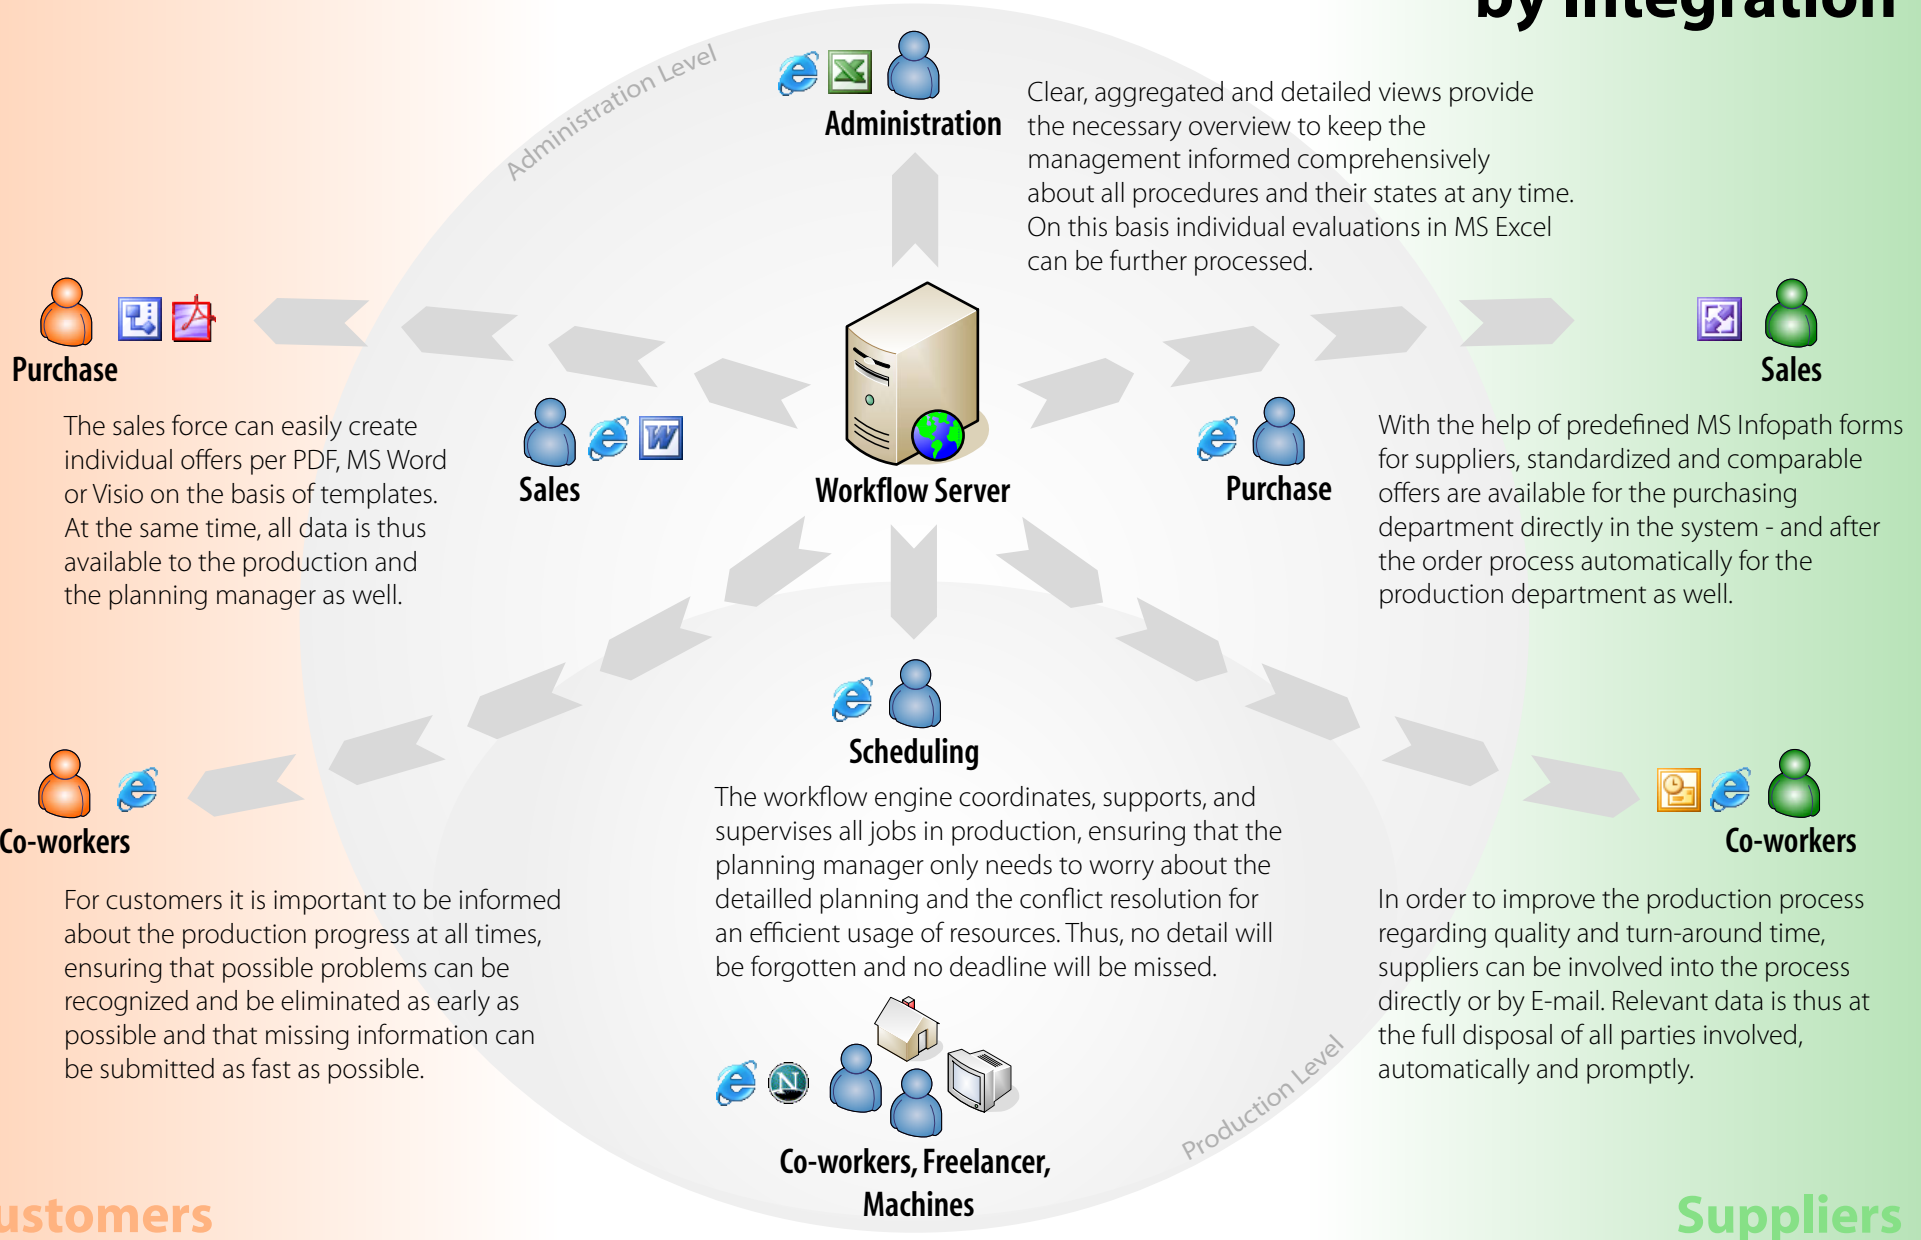 by integration
Administration Level
Administration
Clear, aggregated and detailed views provide
the necessary overview to keep the
management informed comprehensively
about all procedures and their states at any time.
On this basis individual evaluations in MS Excel
can be further processed.
Purchase
The sales force can easily create
individual offers per PDF, MS Word
or Visio on the basis of templates.
At the same time, all data is thus
available to the production and
the planning manager as well.
Sales
W
Workflow Server
Purchase
Sales
With the help of predefined MS Infopath forms
for suppliers, standardized and comparable
offers are available for the purchasing
department directly in the system - and after
the order process automatically for the
production department as well.
Scheduling
The workflow engine coordinates, supports, and
supervises all jobs in production, ensuring that the
planning manager only needs to worry about the
detailled planning and the conflict resolution for
an efficient usage of resources. Thus, no detail will
be forgotten and no deadline will be missed.
Co-workers
For customers it is important to be informed
about the production progress at all times,
ensuring that possible problems can be
recognized and be eliminated as early as
possible and that missing information can
be submitted as fast as possible.
Co-workers
In order to improve the production process
regarding quality and turn-around time,
suppliers can be involved into the process
directly or by E-mail. Relevant data is thus at
the full disposal of all parties involved,
automatically and promptly.
N
Production Level
Co-workers, Freelancer,
Machines
ustomers
Suppliers